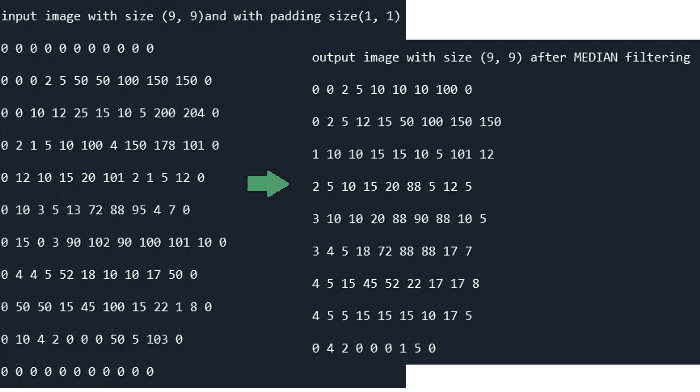 input image with size (9, 9)and with padding size(1, 1)
0 0 0 0 0 0 0 0 0 0 0
0 0 0 2 5 50 50 100 150 150 0
0 0 10 12 25 15 10 5 200 204 0
0 2 1 5 10 100 4 150 178 101 0
0 12 10 15 20 101 2 1 5 12 0
0 10 3 5 13 72 88 95 4 7 0
0 15 0 3 90 102 90 100 101 10 0
0 4 4 5 52 18 10 10 17 50 0
0 50 50 15 45 100 15 22 1 8 0
0 10 4 2 0 0 0 50 5 103 0
0 0 0 0 0 0 0 0 0 0 0
output image with size (9, 9) after MEDIAN filtering
0 0 2 5 10 10 10 100 0
0 2 5 12 15 50 100 150 150
1 10 10 15 15 10 5 101 12
2 5 10 15 20 88 5 12 5
3 10 10 20 88 90 88 10 5
3 4 5 18 72 88 88 17 7
4 5 15 45 52 22 17 17 8
4 5 5 15 15 15 10 17 5
0 4 2 0 0 0 1 5 0